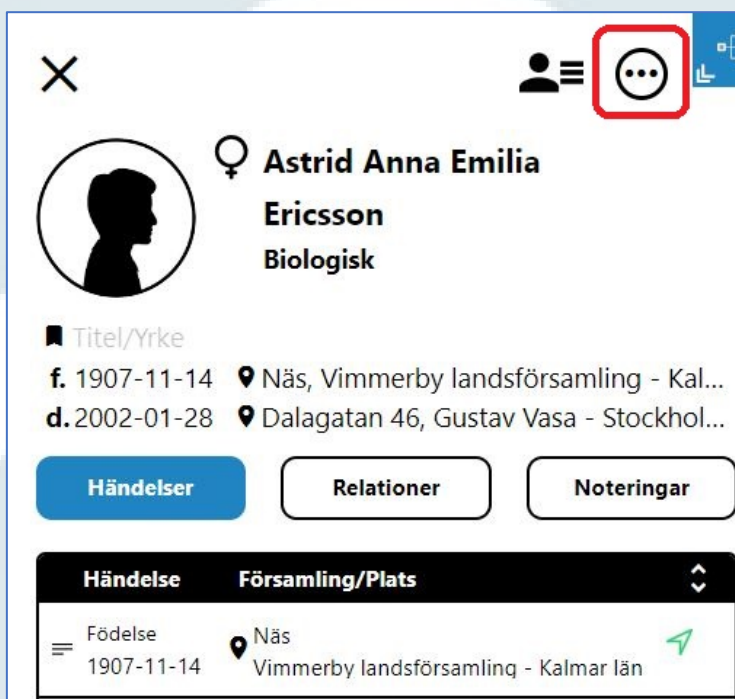 Astrid Anna Emilia
Ericsson
Biologisk
Titel/Yrke
f. 1907-11-14 Näs, Vimmerby landsförsamling - Kal...
d. 2002-01-28 Dalagatan 46, Gustav Vasa - Stockhol...
Händelser Relationer Noteringar
Händelse Församling/Plats
Födelse Näs
1907-11-14 Vimmerby landsförsamling - Kalmar län